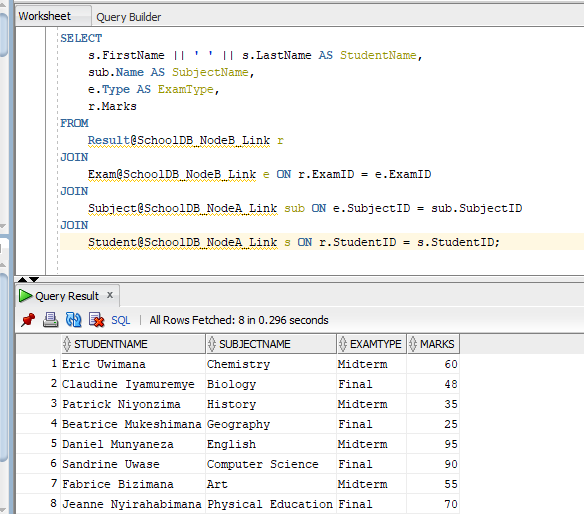 Worksheet Query Builder
SELECT
s.FirstName || ' ' || s.LastName AS StudentName,
sub.Name AS SubjectName,
e.Type AS ExamType,
r.Marks
FROM
Result@SchoolDB_NodeB_Link r
JOIN
Exam@SchoolDB_NodeB_Link e ON r.ExamID = e.ExamID
JOIN
Subject@SchoolDB_NodeA_Link sub ON e.SubjectID = sub.SubjectID
JOIN
Student@SchoolDB_NodeA_Link s ON r.StudentID = s.StudentID;
Query Result x
SQL | All Rows Fetched: 8 in 0.296 seconds
STUDENTNAME SUBJECTNAME EXAMTYPE MARKS
1 Eric Uwimana Chemistry Midterm 60
2 Claudine Iyamuremye Biology Final 48
3 Patrick Niyonzima History Midterm 35
4 Beatrice Mukeshimana Geography Final 25
5 Daniel Munyaneza English Midterm 95
6 Sandrine Uwase Computer Science Final 90
7 Fabrice Bizimana Art Midterm 55
8 Jeanne Nyirahabimana Physical Education Final 70